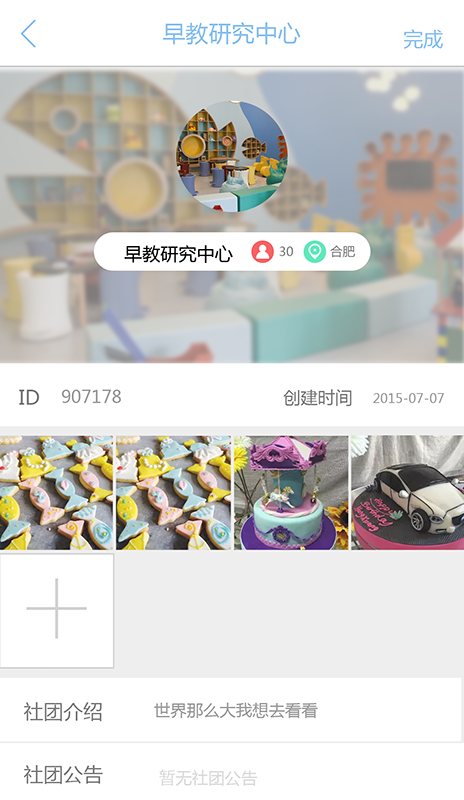 早教研究中心
完成
早教研究中心 30 合肥
ID 907178 创建时间 2015-07-07
社团介绍 世界那么大我想去看看
社团公告 暂无社团公告